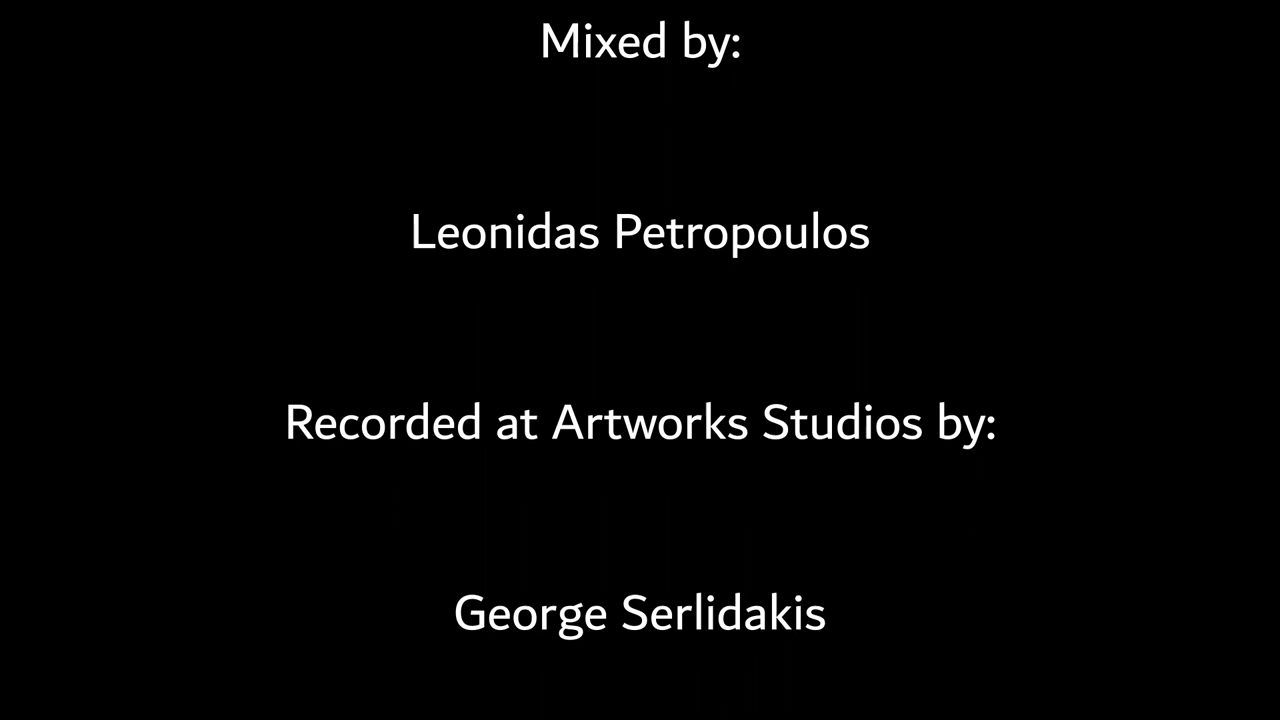 Mixed by:
Leonidas Petropoulos
Recorded at Artworks Studios by:
George Serlidakis